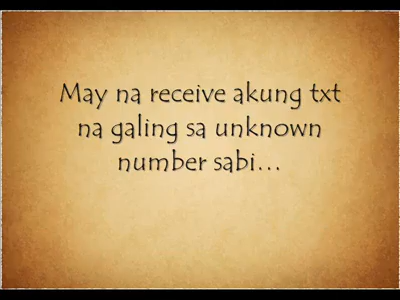 May na receive akung txt
na galing sa unknown
number sabi...